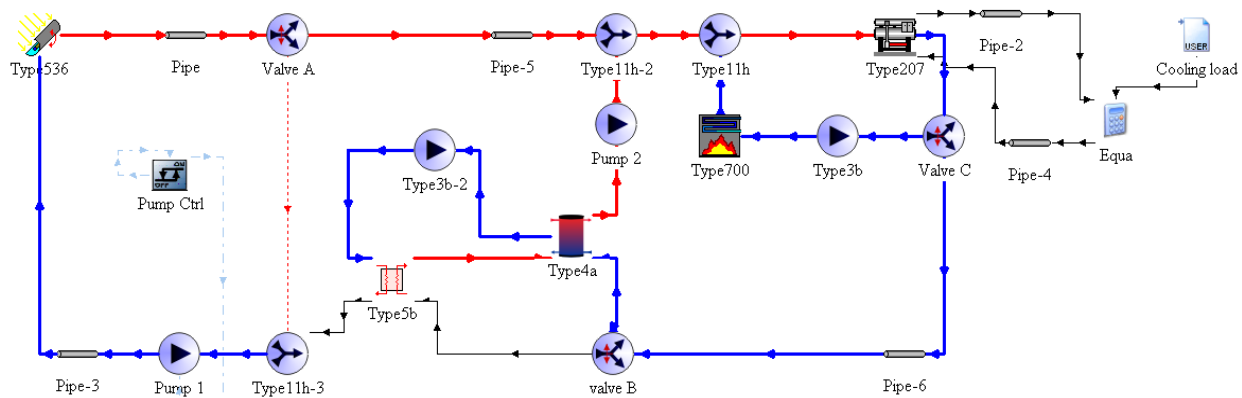 Type536
Pipe
Valve A
Pipe-5
Type11h-2
Type11h
Type207
Pipe-2
USER
Cooling load
Pump 2
Type700
Type3b
Valve C
Pipe-4
Equa
Type3b-2
ON
OFF
Pump Ctrl
Type4a
Type5b
Pipe-3
Pump 1
Type11h-3
valve B
Pipe-6